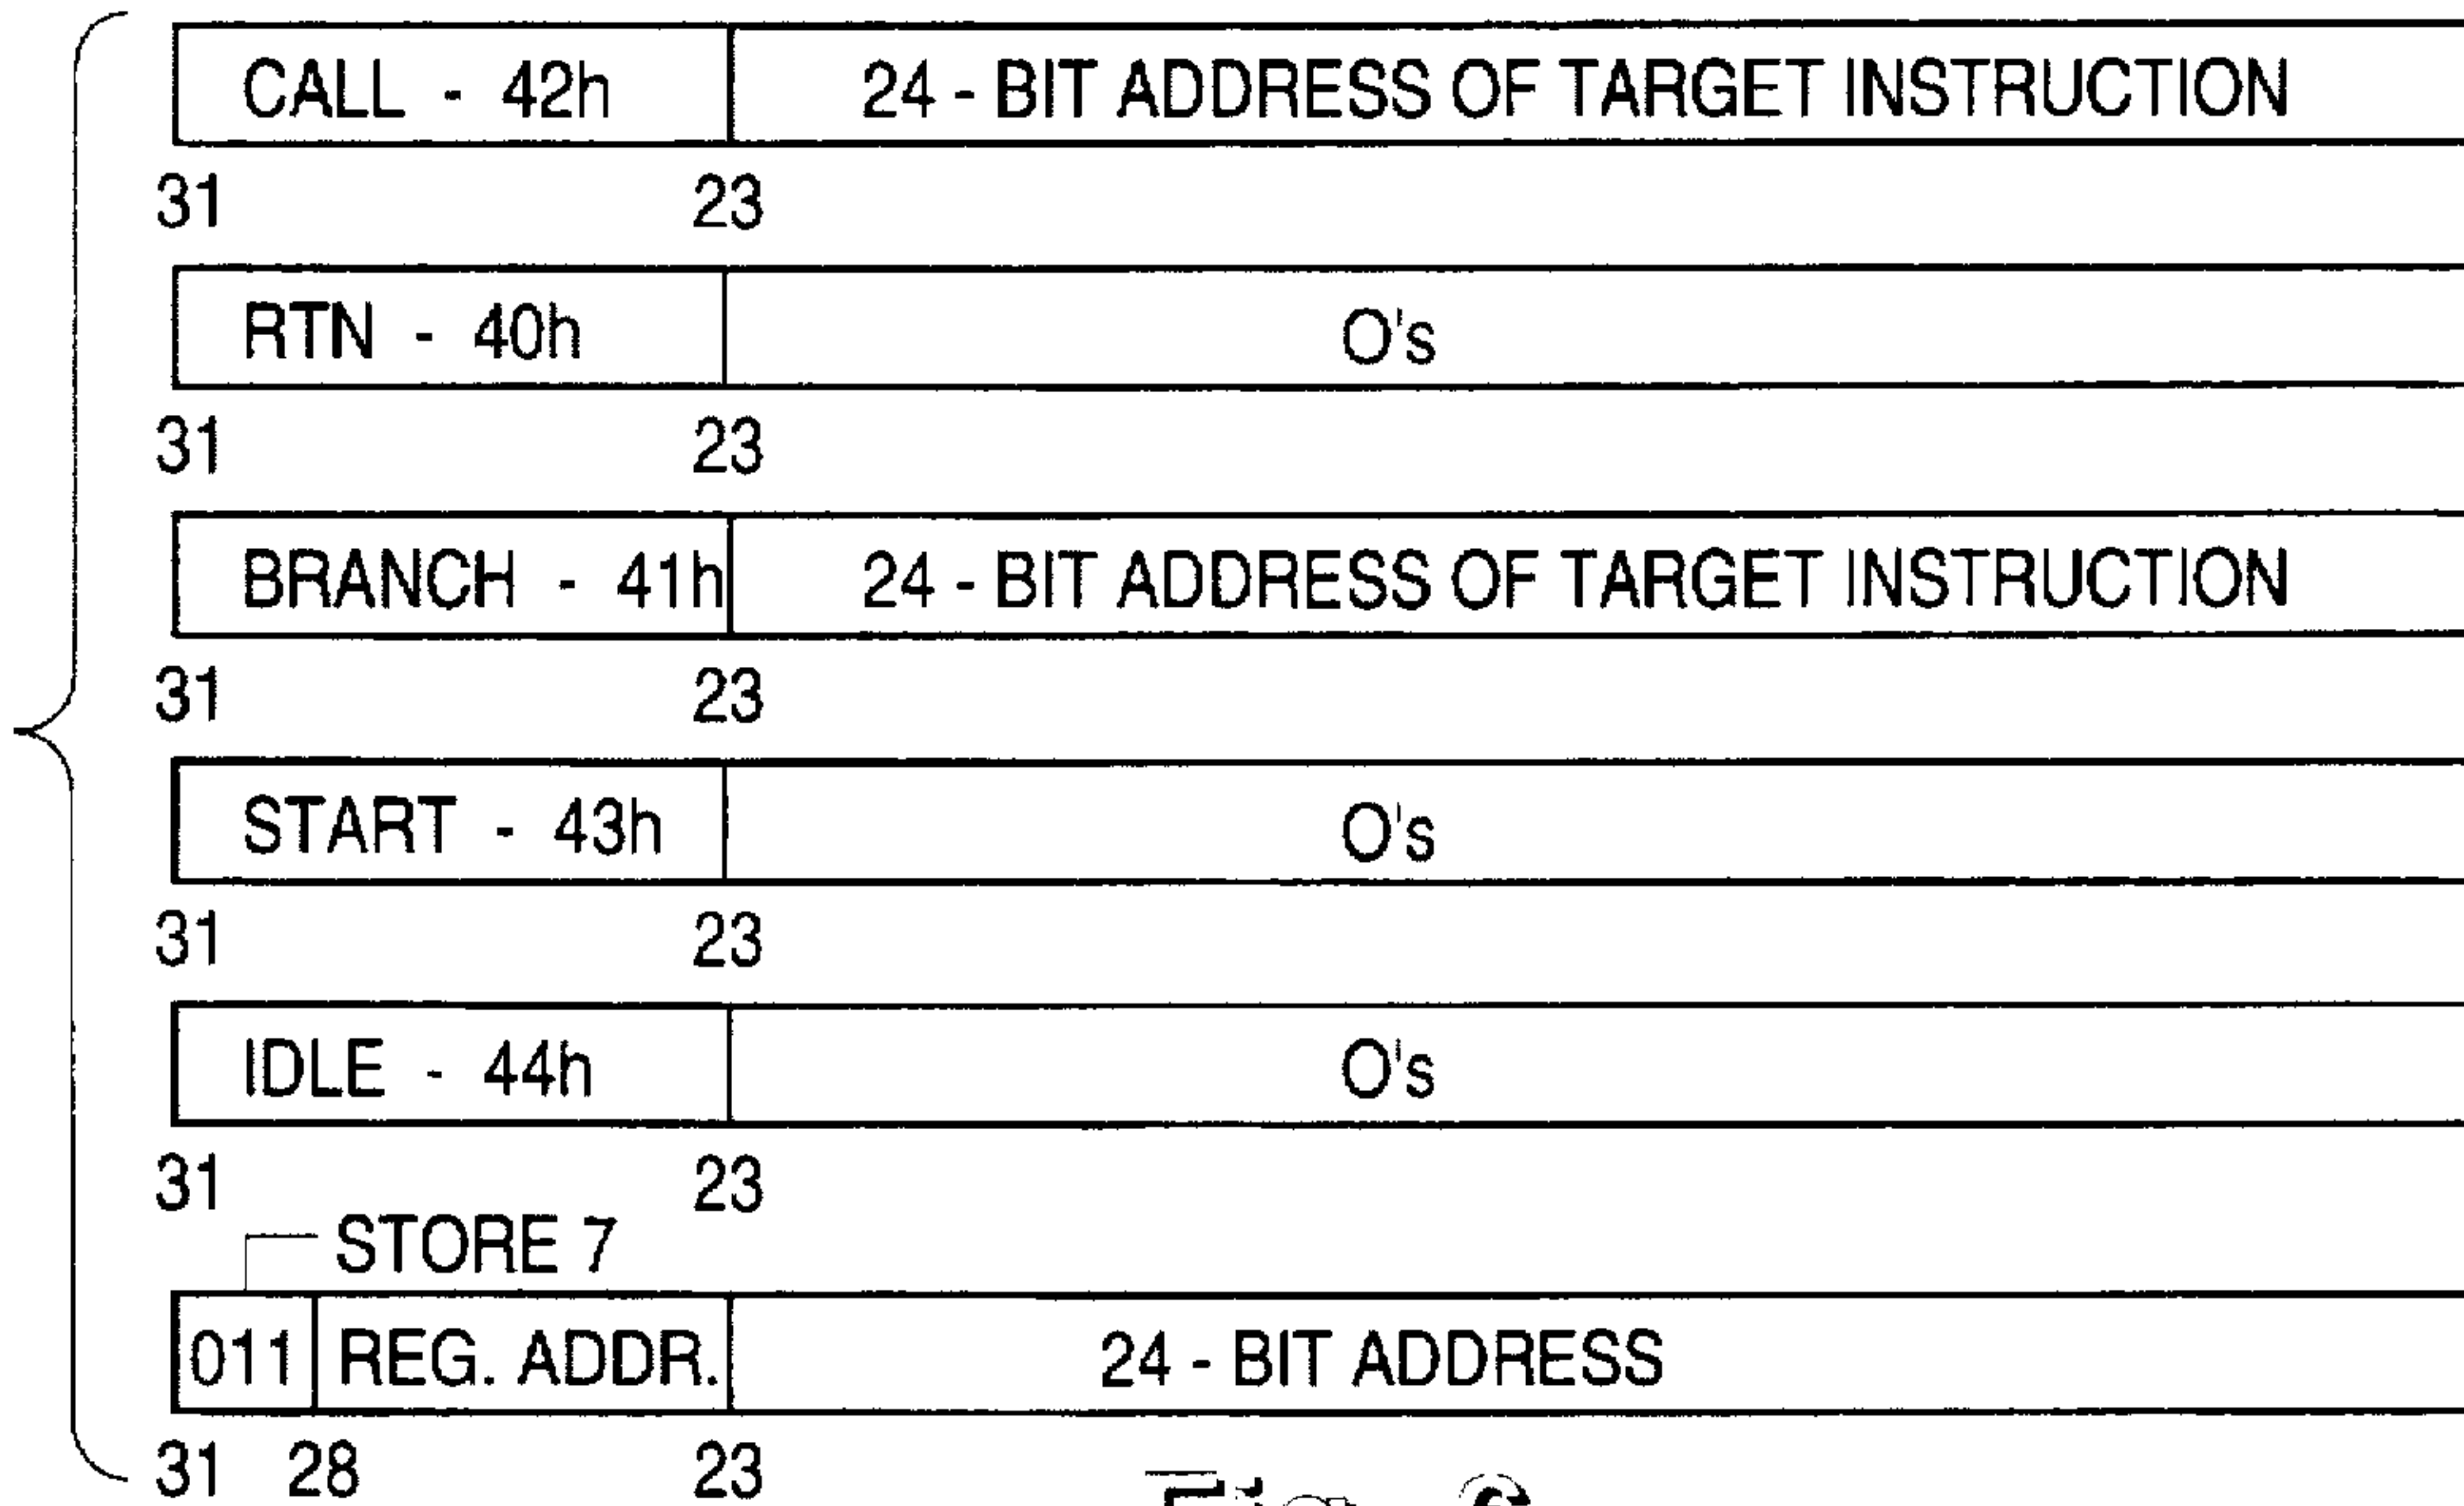 CALL - 42h 24 - BIT ADDRESS OF TARGET INSTRUCTION
31 23
RTN - 40h O's
31 23
BRANCH - 41h 24 - BIT ADDRESS OF TARGET INSTRUCTION
31 23
START - 43h O's
31 23
IDLE - 44h O's
31 23
STORE 7
011 REG. ADDR. 24 - BIT ADDRESS
31 28 23